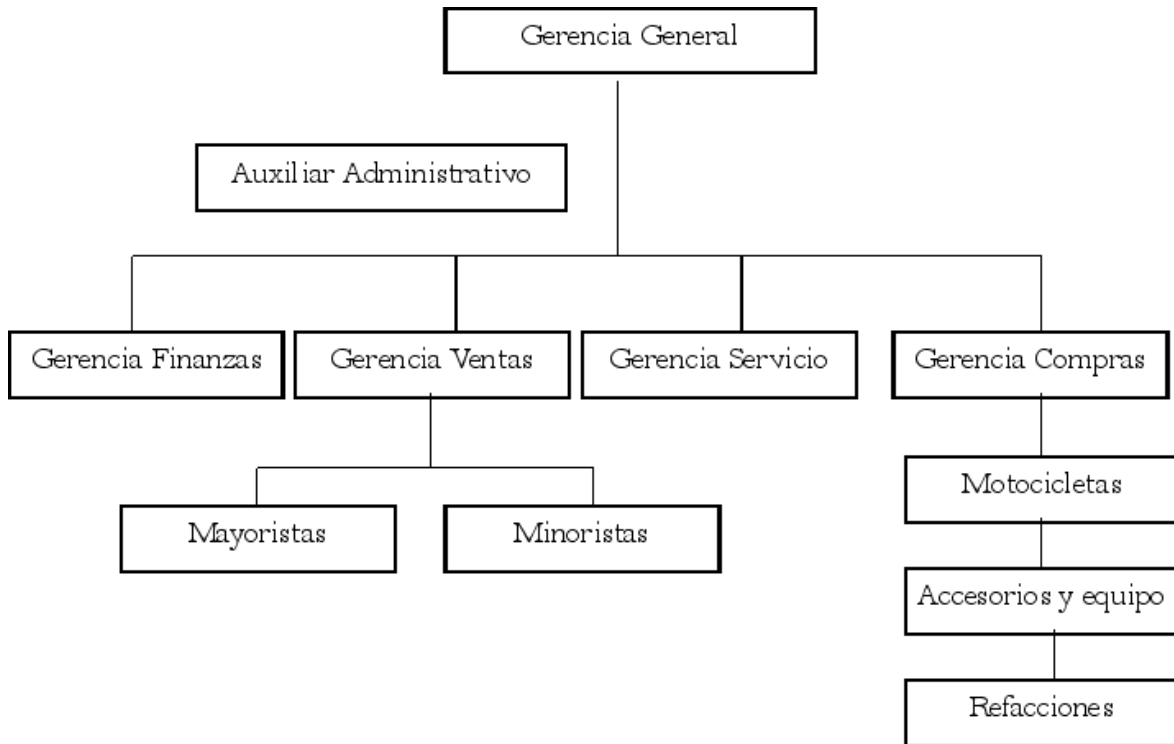 Gerencia General
Auxiliar Administrativo
Gerencia Finanzas
Gerencia Ventas
Gerencia Servicio
Gerencia Compras
Motocicletas
Mayoristas
Minoristas
Accesorios y equipo
Refacciones